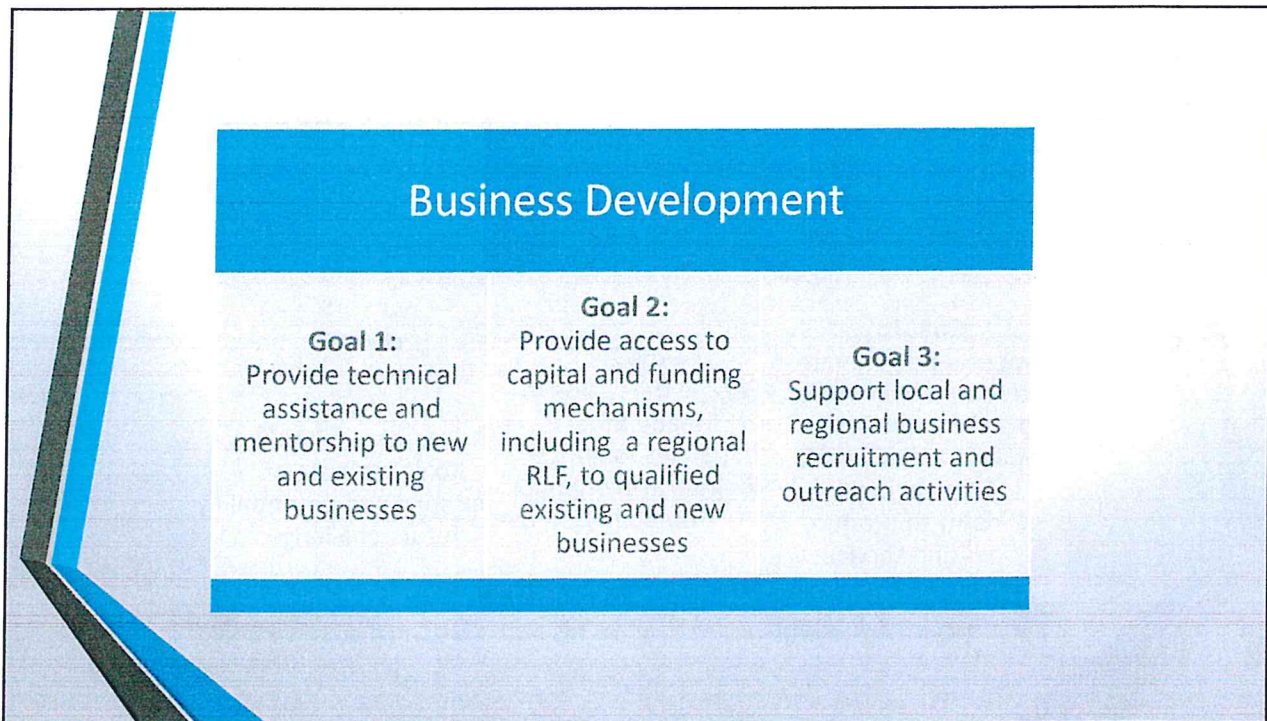 Business Development
Goal 1:
Provide technical
assistance and
mentorship to new
and existing
businesses
Goal 2:
Provide access to
capital and funding
mechanisms,
including a regional
RLF, to qualified
existing and new
businesses
Goal 3:
Support local and
regional business
recruitment and
outreach activities